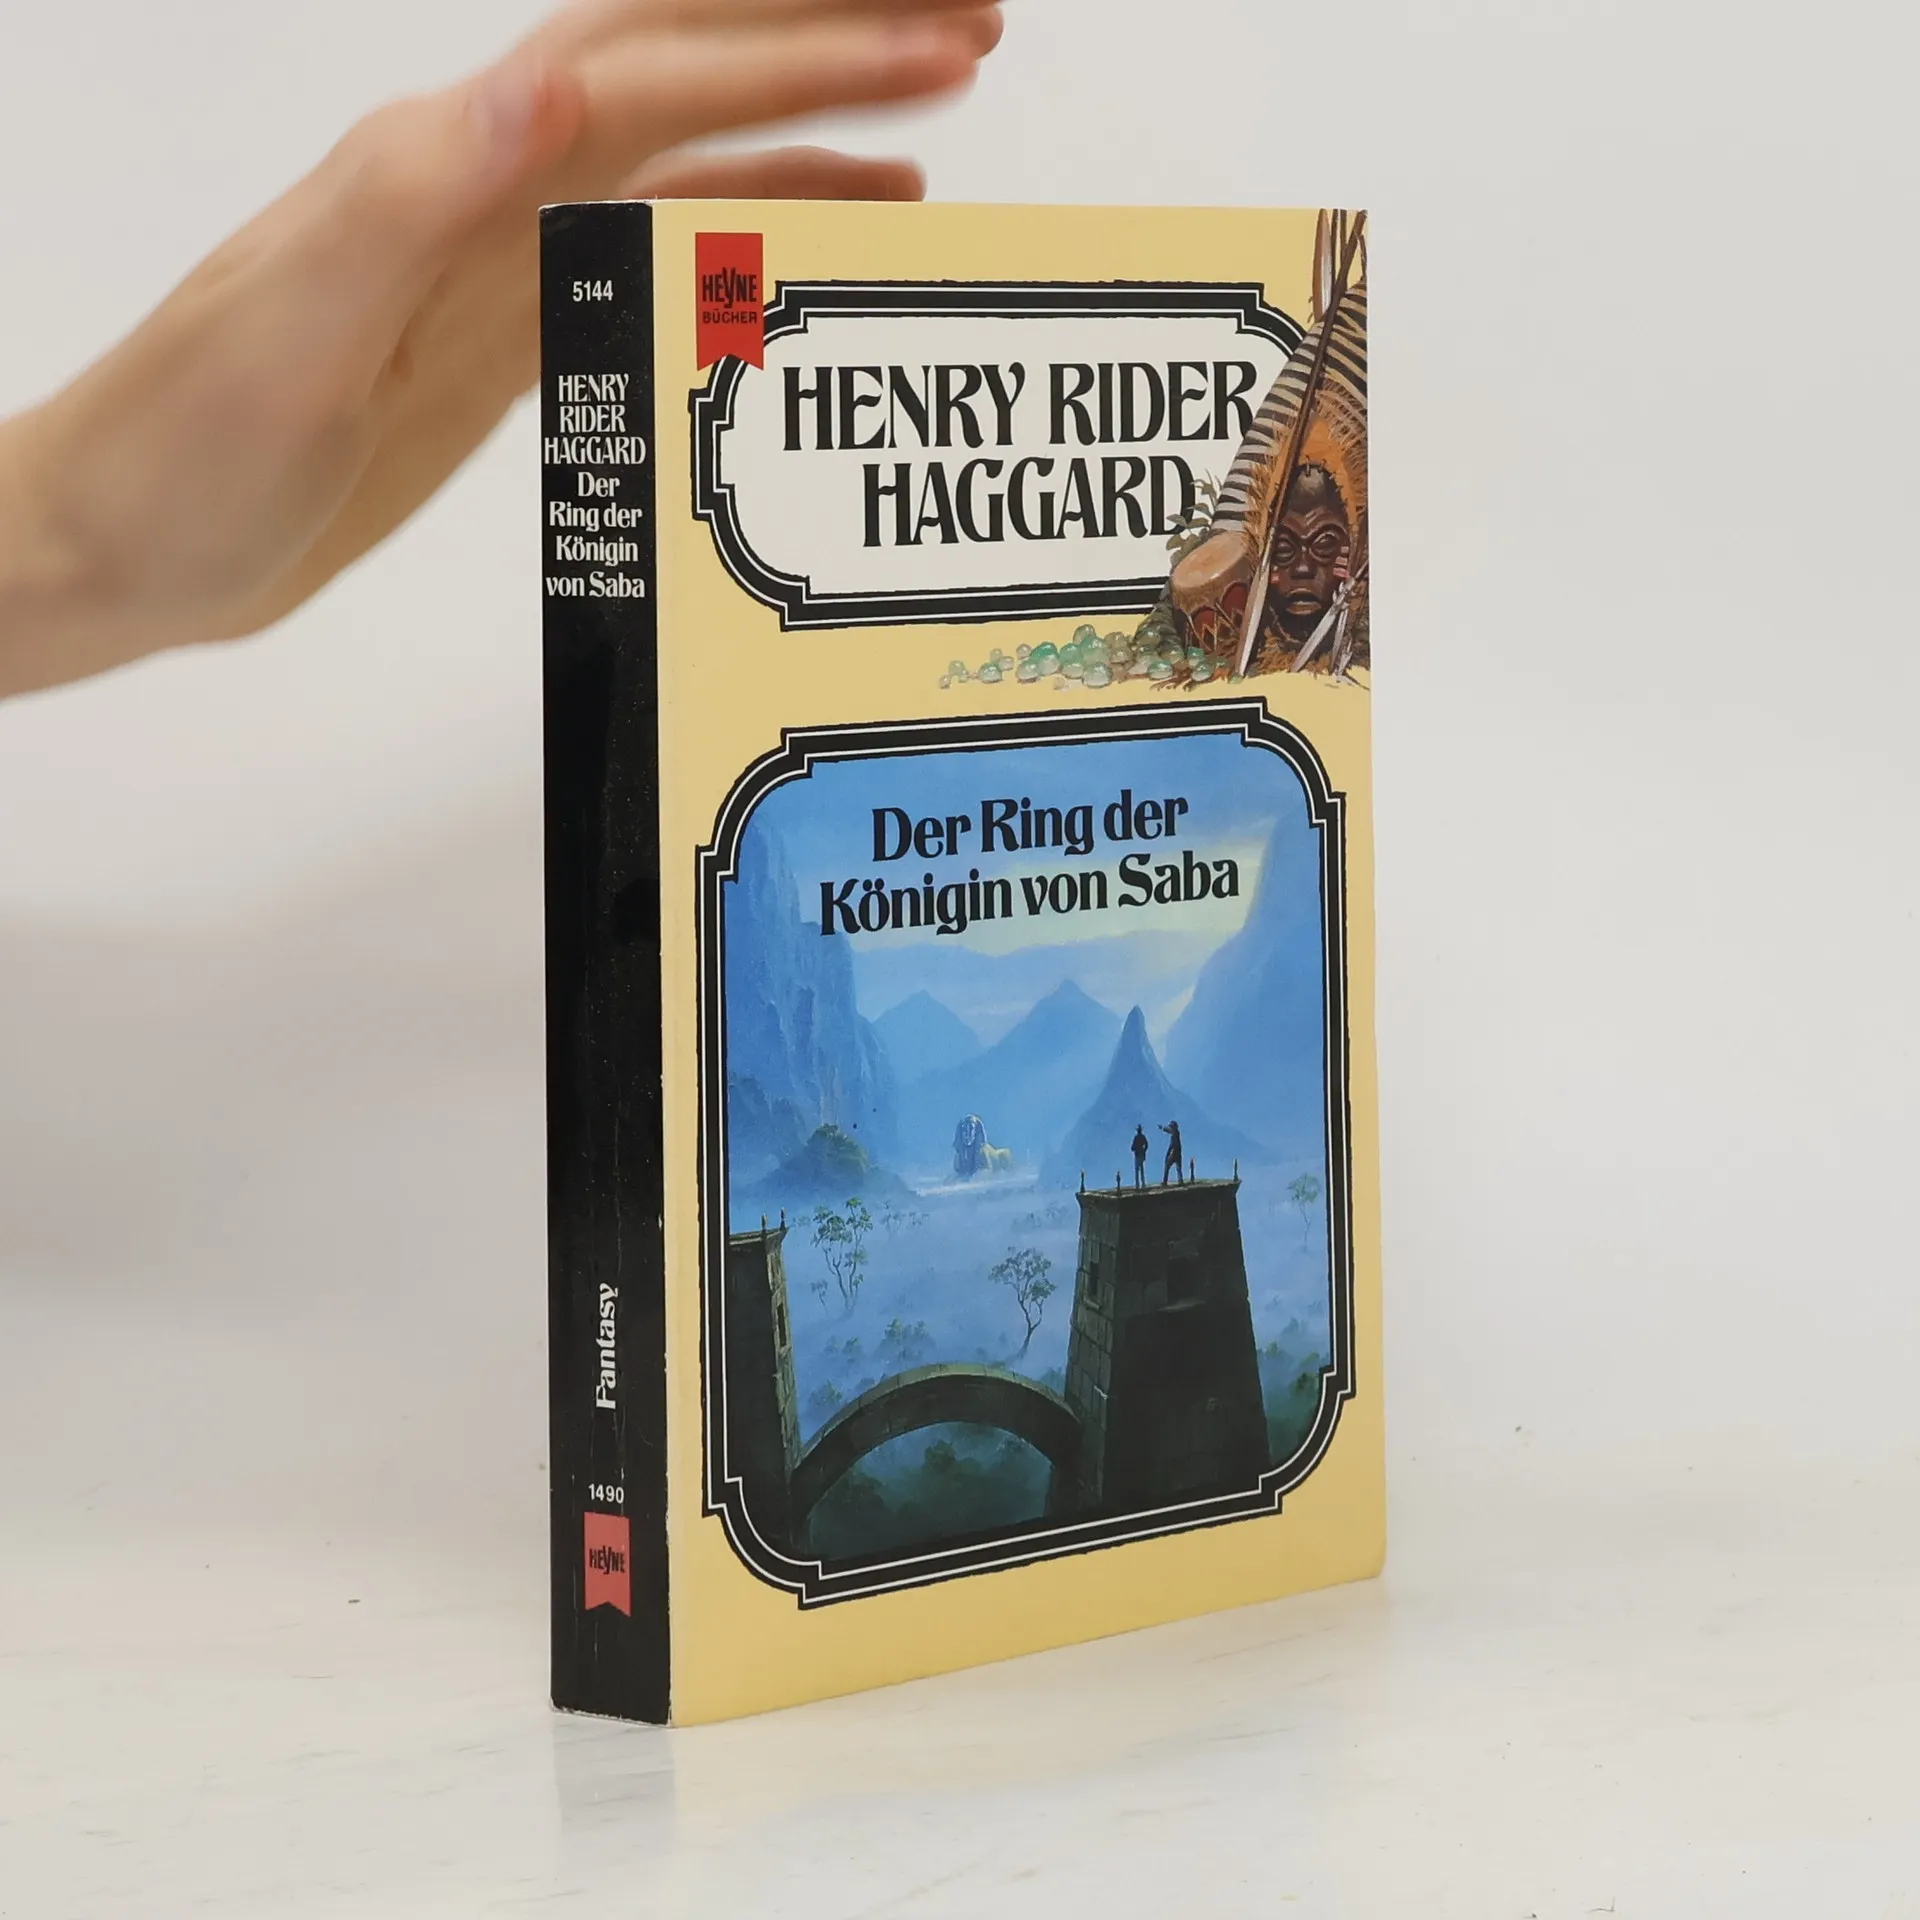 5144
HENRY
RIDER
HAGGARD
Der
Ring der
Königin
von Saba
Fantasy
1490
HEYNE
HEYNE
BÜCHER
HENRY RIDER
HAGGARD
Der Ring der
Königin von Saba